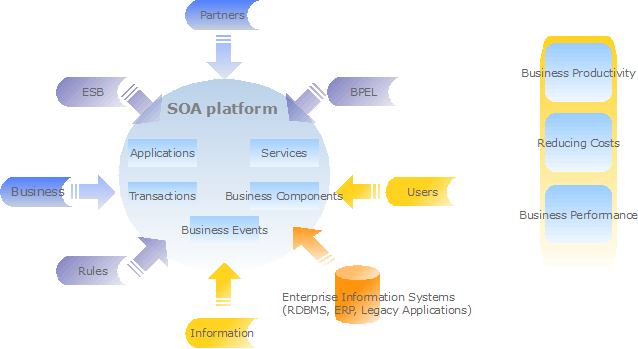 Partners
ESB
BPEL
SOA platform
Applications
Services
Business
Transactions
Business Components
Users
Business Events
Rules
Information
Enterprise Information Systems
(RDBMS, ERP, Legacy Applications)
Business Productivity
Reducing Costs
Business Performance